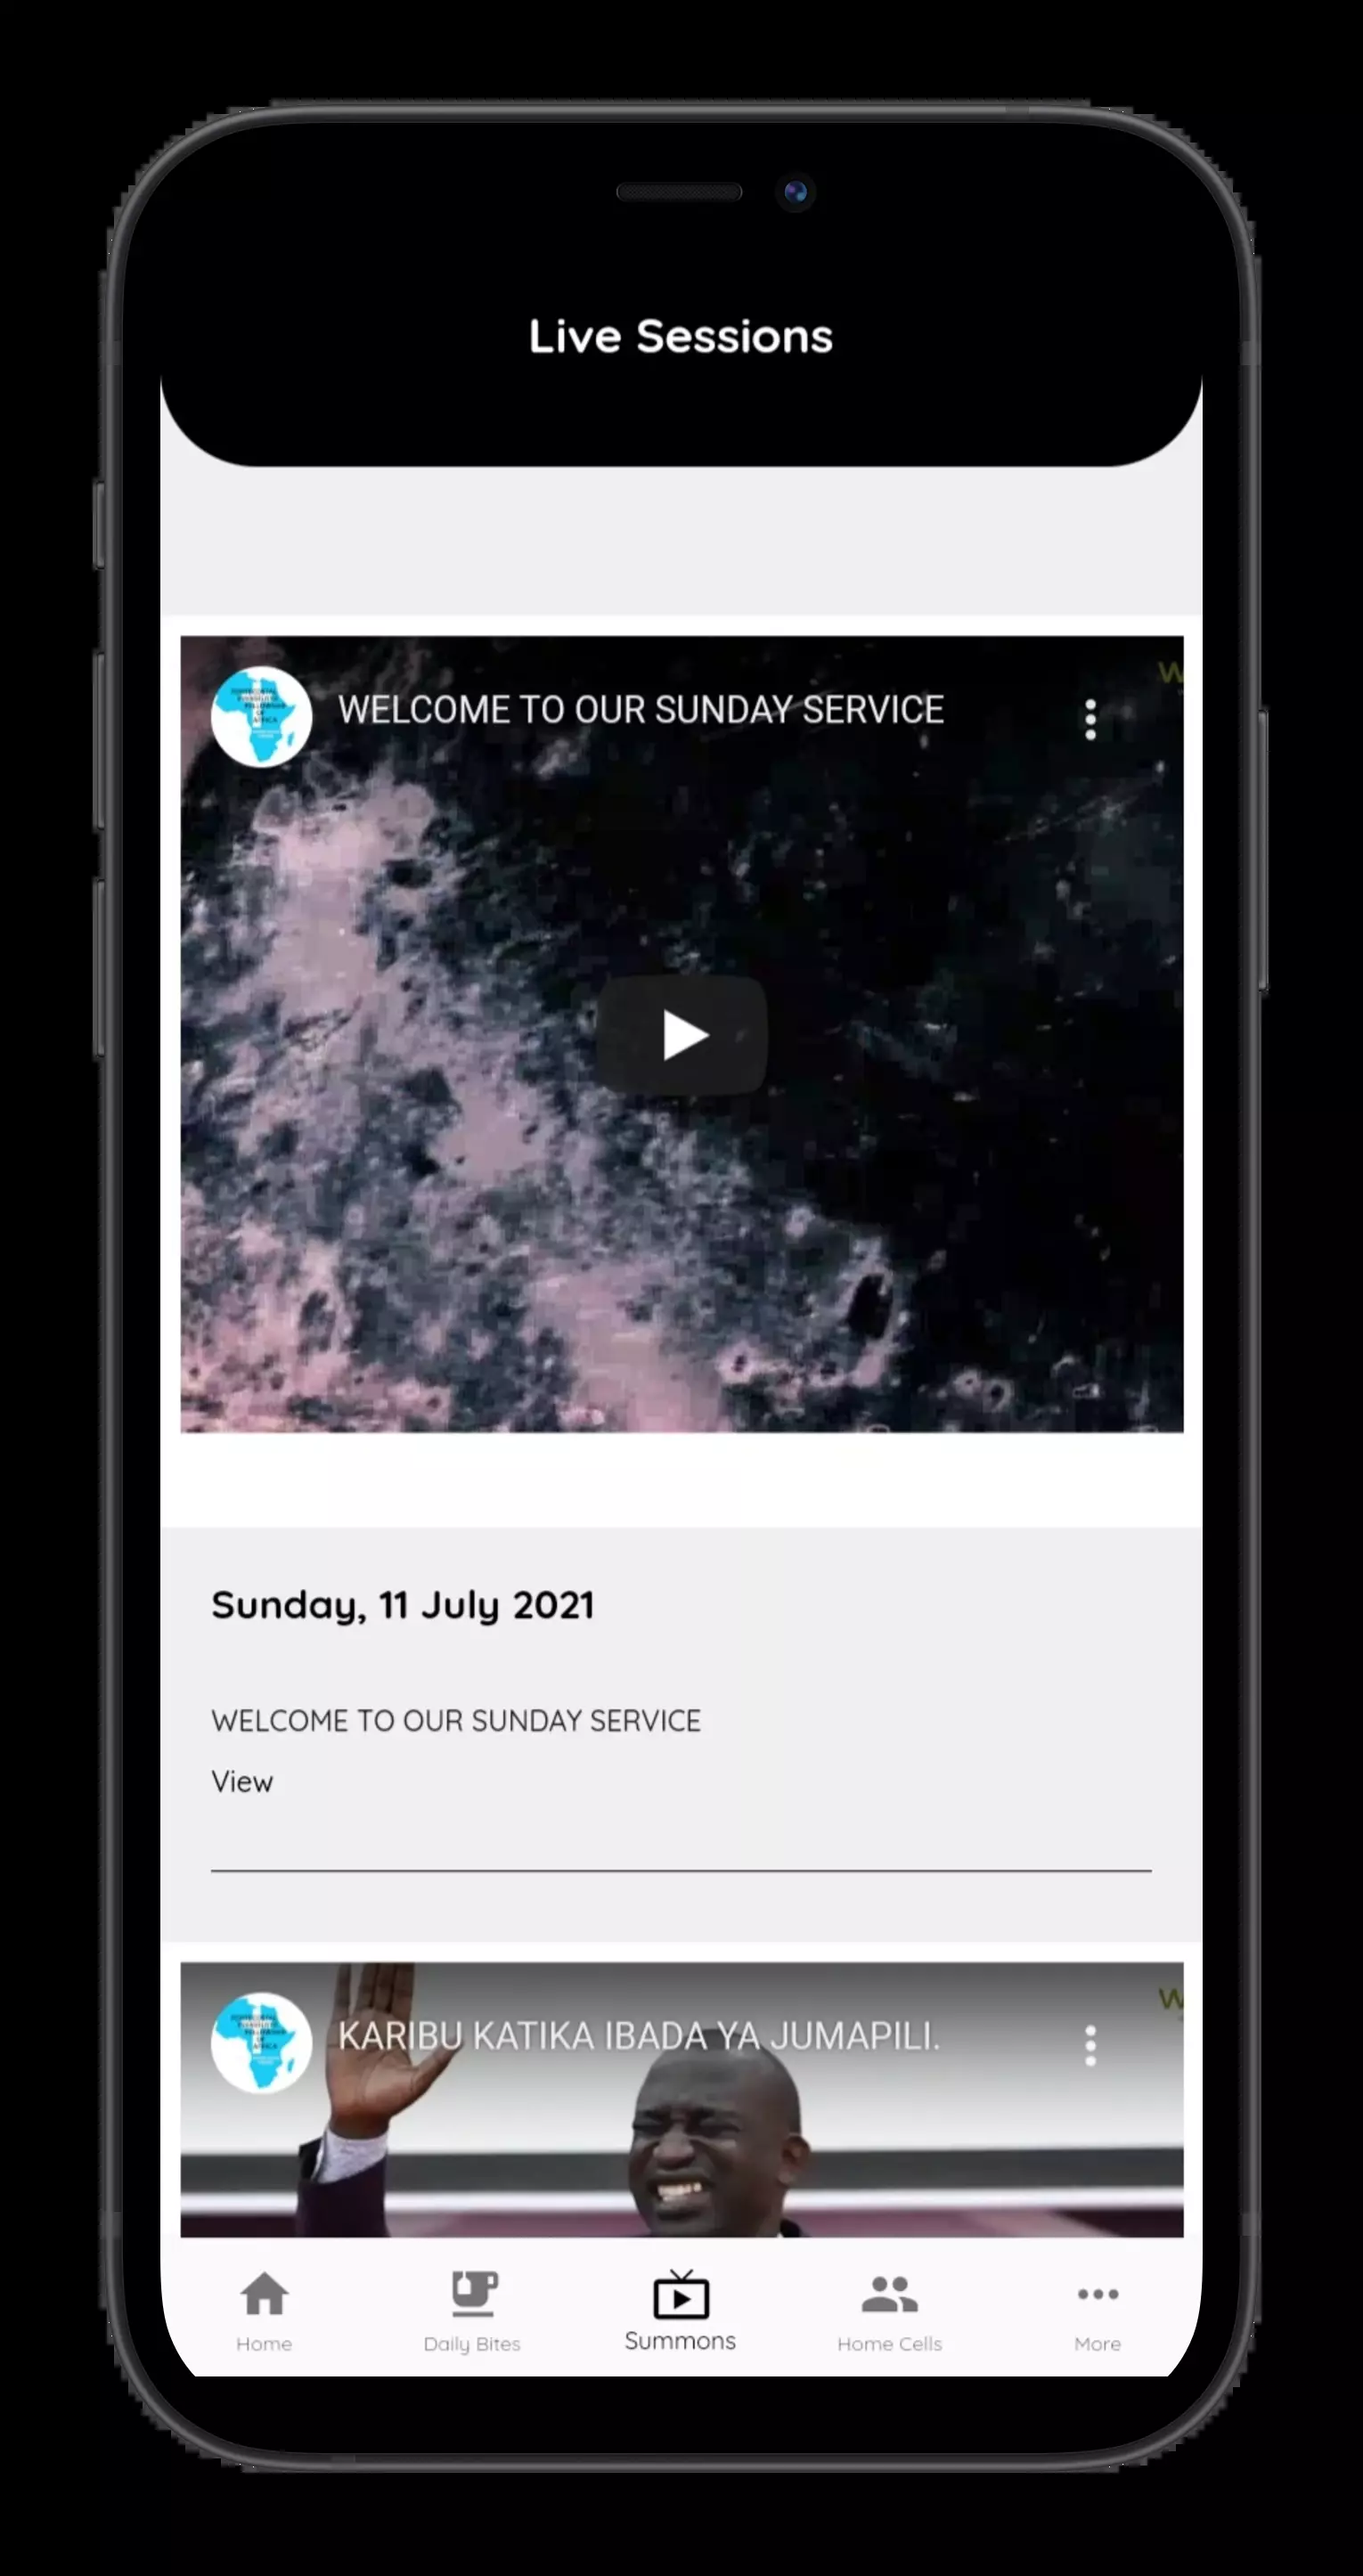 Live Sessions
WELCOME TO OUR SUNDAY SERVICE
W
Sunday, 11 July 2021
WELCOME TO OUR SUNDAY SERVICE
View
KARIBU KATIKA IBADA YA JUMAPILI.
W
Home
Daily Bites
Summons
Home Cells
More